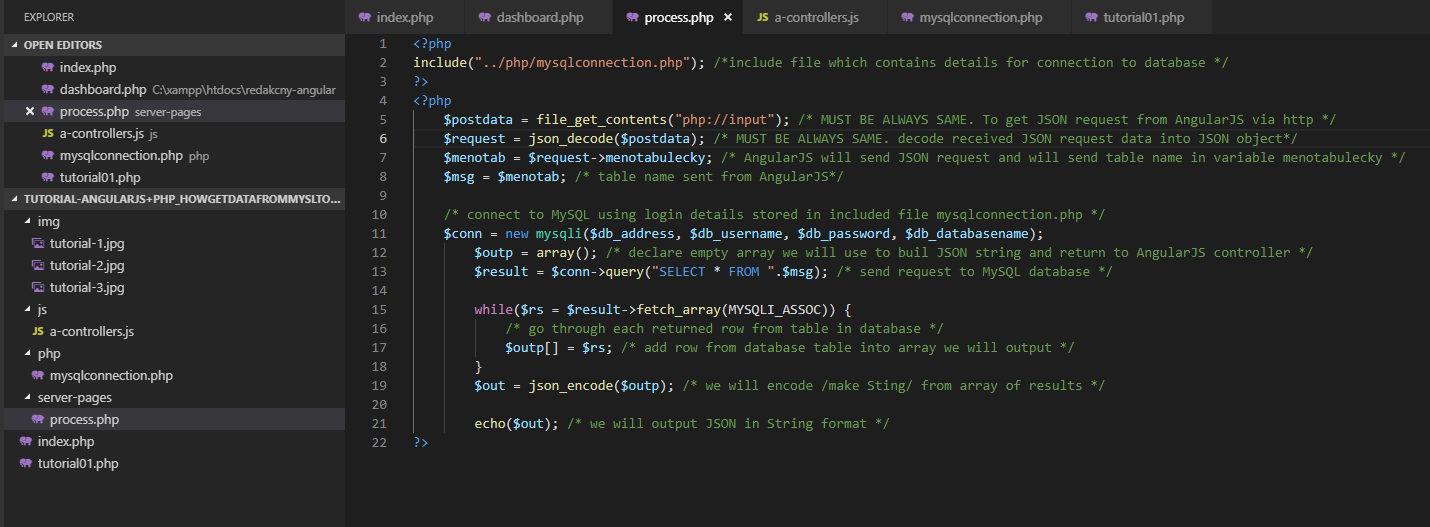 EXPLORER
OPEN EDITORS
index.php
dashboard.php C:\xampp\htdocs\redakcny-angular
process.php server-pages
JS a-controllers.js js
mysqlconnection.php php
tutorial01.php
TUTORIAL-ANGULARJS+PHP_HOWGETDATAFROMMYSLTO...
img
tutorial-1.jpg
tutorial-2.jpg
tutorial-3.jpg
js
JS a-controllers.js
php
mysqlconnection.php
server-pages
process.php
index.php
tutorial01.php
index.php dashboard.php process.php JS a-controllers.js mysqlconnection.php tutorial01.php
1 <?php
2 include("../php/mysqlconnection.php"); /*include file which contains details for connection to database */
3 ?>
4 <?php
5 $postdata = file_get_contents("php://input"); /* MUST BE ALWAYS SAME. To get JSON request from AngularJS via http */
6 $request = json_decode($postdata); /* MUST BE ALWAYS SAME. decode received JSON request data into JSON object*/
7 $menotab = $request->menotabulecky; /* AngularJS will send JSON request and will send table name in variable menotabulecky */
8 $msg = $menotab; /* table name sent from AngularJS*/
9
10 /* connect to MySQL using login details stored in included file mysqlconnection.php */
11 $conn = new mysqli($db_address, $db_username, $db_password, $db_databasename);
12 $outp = array(); /* declare empty array we will use to buil JSON string and return to AngularJS controller */
13 $result = $conn->query("SELECT * FROM ".$msg); /* send request to MySQL database */
14
15 while($rs = $result->fetch_array(MYSQLI_ASSOC)) {
16 /* go through each returned row from table in database */
17 $outp[] = $rs; /* add row from database table into array we will output */
18 }
19 $out = json_encode($outp); /* we will encode /make Sting/ from array of results */
20
21 echo($out); /* we will output JSON in String format */
22 ?>